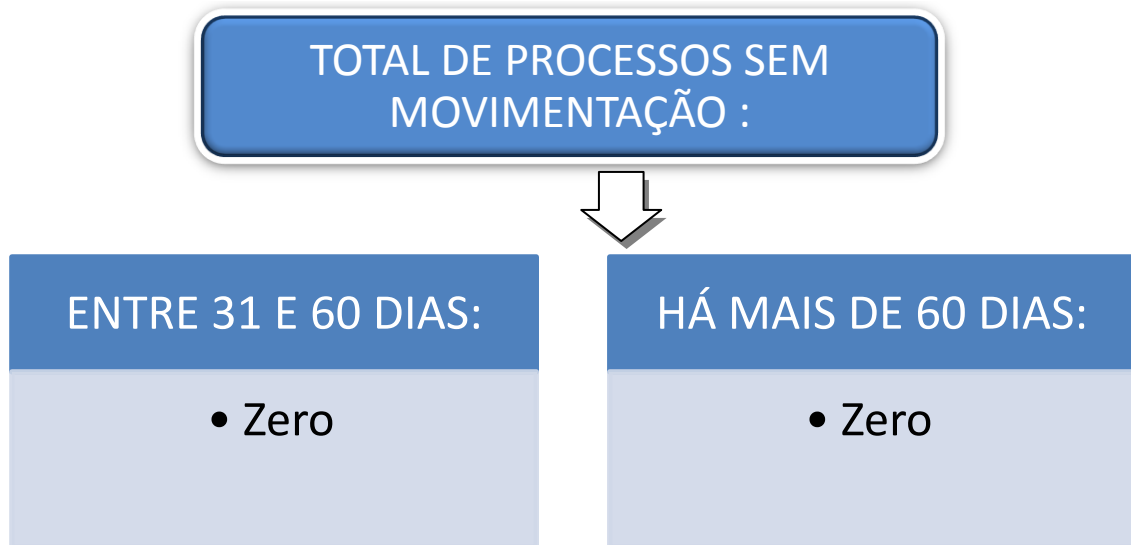 TOTAL DE PROCESSOS SEM
MOVIMENTAÇÃO :
ENTRE 31 E 60 DIAS:
• Zero
HÁ MAIS DE 60 DIAS:
• Zero